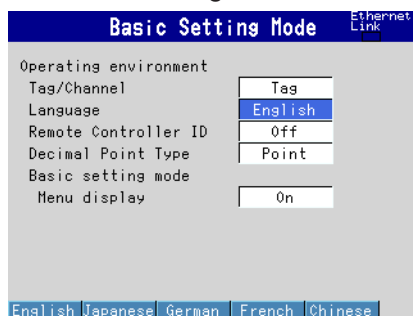 Basic Setting Mode
Ethernet
Link
Operating environment
Tag/Channel Tag
Language English
Remote Controller ID Off
Decimal Point Type Point
Basic setting mode
Menu display On
English Japanese German French Chinese